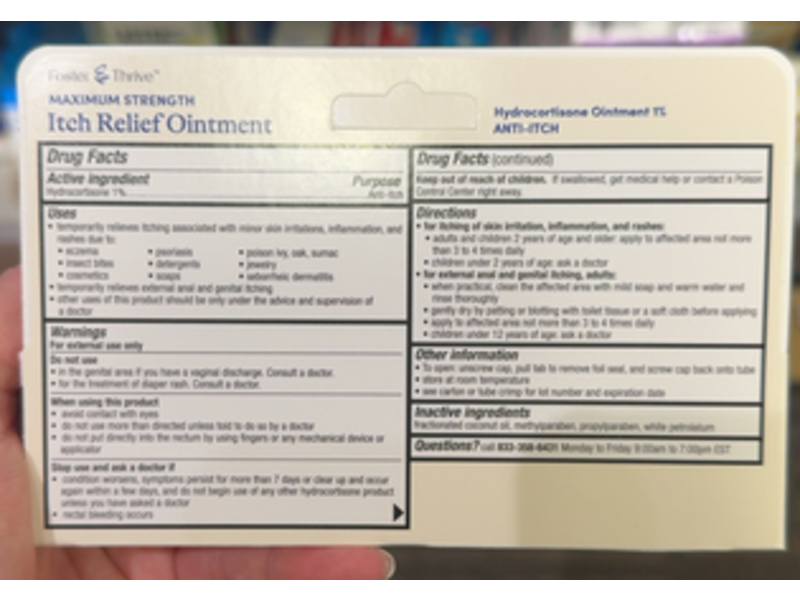 Foster & Thrive™
MAXIMUM STRENGTH
Itch Relief Ointment
Hydrocortisone Ointment 1%
ANTI-ITCH
Drug Facts
Active ingredient
Purpose
Hydrocortisone 1%
Anti-itch
Uses
• temporarily relieves itching associated with minor skin irritations, inflammation, and
rashes due to:
• eczema • psoriasis • poison ivy, oak, sumac
• insect bites • detergents • jewelry
• cosmetics • soaps • seborrheic dermatitis
• temporarily relieves external anal and genital itching
• other uses of this product should be only under the advice and supervision of
a doctor
Warnings
For external use only
Do not use
• in the genital area if you have a vaginal discharge. Consult a doctor.
• for the treatment of diaper rash. Consult a doctor.
When using this product
• avoid contact with eyes
• do not use more than directed unless told to do so by a doctor
• do not put directly into the rectum by using fingers or any mechanical device or
applicator
Stop use and ask a doctor if
• condition worsens, symptoms persist for more than 7 days or clear up and occur
again within a few days, and do not begin use of any other hydrocortisone product
unless you have asked a doctor
• rectal bleeding occurs
Drug Facts (continued)
Keep out of reach of children. If swallowed, get medical help or contact a Poison
Control Center right away.
Directions
• for itching of skin irritation, inflammation, and rashes:
• adults and children 2 years of age and older: apply to affected area not more
than 3 to 4 times daily
• children under 2 years of age: ask a doctor
• for external anal and genital itching, adults:
• when practical, clean the affected area with mild soap and warm water and
rinse thoroughly
• gently dry by patting or blotting with toilet tissue or a soft cloth before applying
• apply to affected area not more than 3 to 4 times daily
• children under 12 years of age: ask a doctor
Other information
• To open: unscrew cap, pull tab to remove foil seal, and screw cap back onto tube
• store at room temperature
• see carton or tube crimp for lot number and expiration date
Inactive ingredients
fractionated coconut oil, methylparaben, propylparaben, white petrolatum
Questions? call 833-358-6431 Monday to Friday 9:00am to 7:00pm EST